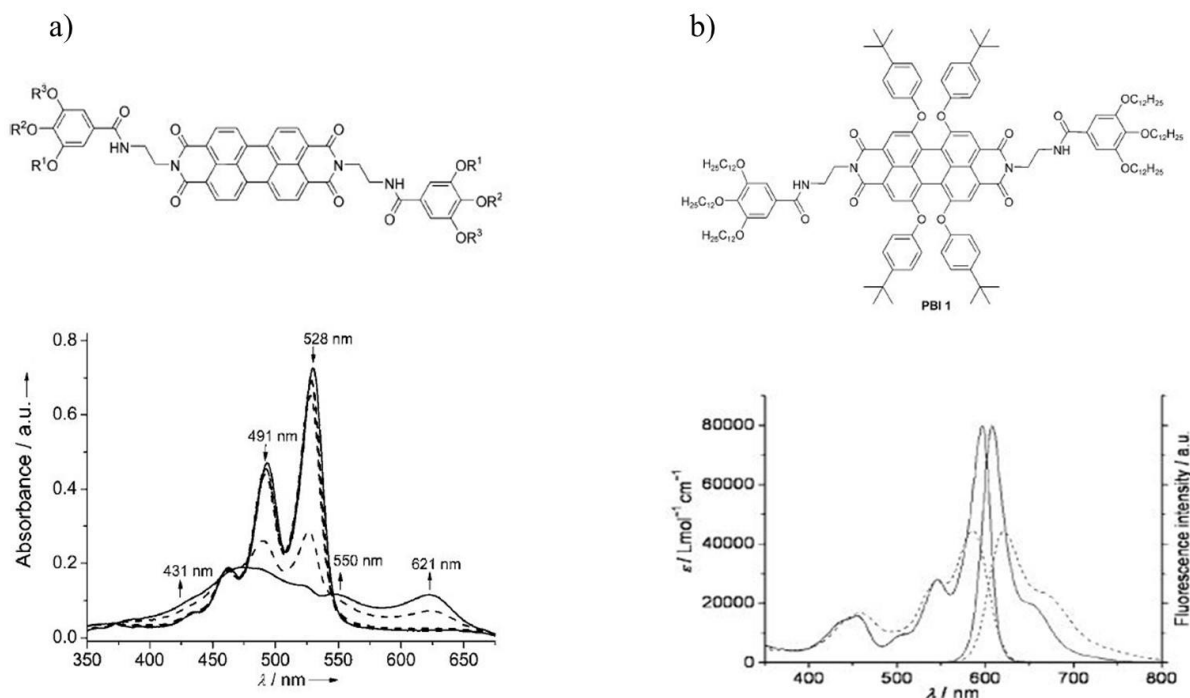 a)
b)
R³O
R²O
R¹O
O
NH
O
O
N
N
O
O
NH
O
OR¹
OR²
OR³
O
O
O
O
H₂₅C₁₂O
H₂₅C₁₂O
H₂₅C₁₂O
O
NH
O
O
N
N
O
O
NH
O
OC₁₂H₂₅
OC₁₂H₂₅
OC₁₂H₂₅
PBI 1
Absorbance / a.u. →
0.8
0.6
0.4
0.2
0.0
528 nm
491 nm
431 nm
550 nm
621 nm
350 400 450 500 550 600 650
λ / nm →
ε / Lmol⁻¹ cm⁻¹
80000
60000
40000
20000
0
400 500 600 700 800
λ / nm
Fluorescence intensity / a.u.